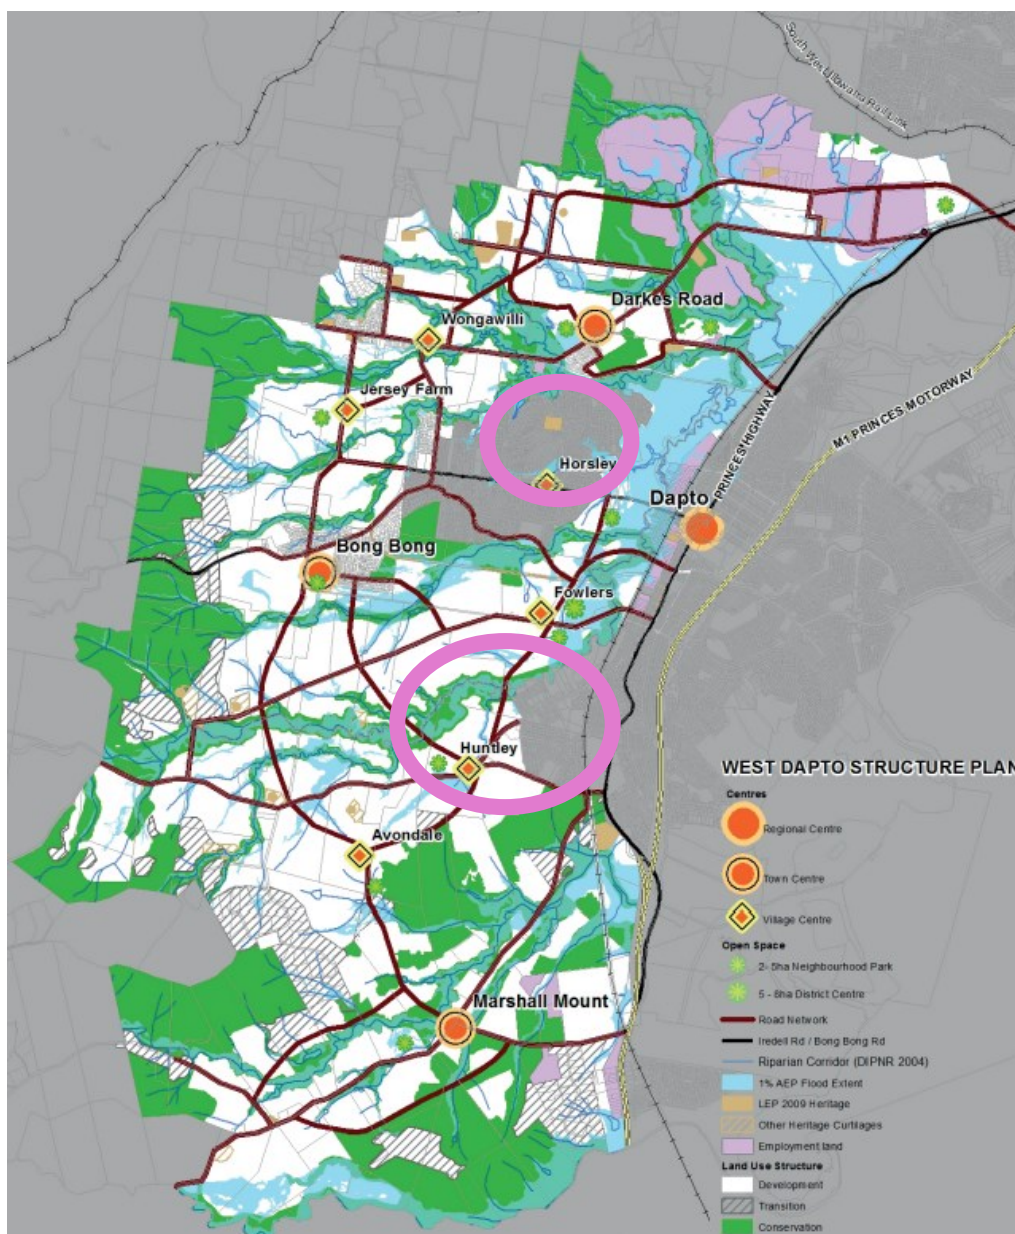 South West Illawarra Rail Link
Darkes Road
Wongawilli
Jersey Farm
PRINCES HIGHWAY
M1 PRINCES MOTORWAY
Horsley
Dapto
Bong Bong
Fowlers
Huntley
Avondale
Marshall Mount
WEST DAPTO STRUCTURE PLAN
Centres
Regional Centre
Town Centre
Village Centre
Open Space
2- 5ha Neighbourhood Park
5 - 8ha District Centre
Road Network
Iredell Rd / Bong Bong Rd
Riparian Corridor (DIPNR 2004)
1% AEP Flood Extent
LEP 2009 Heritage
Other Heritage Curtilages
Employment land
Land Use Structure
Development
Transition
Conservation